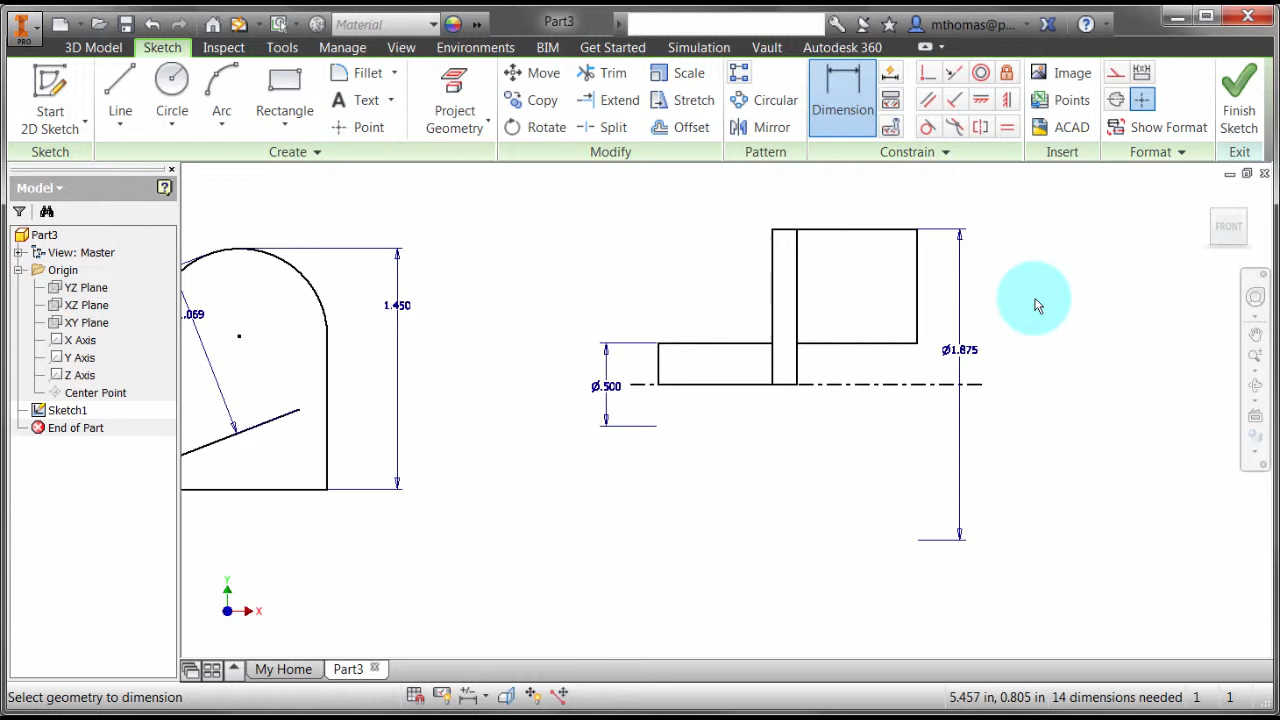 PRO
Material
Part3
mthomas@p...
?
3D Model Sketch Inspect Tools Manage View Environments BIM Get Started Simulation Vault Autodesk 360
Start
2D Sketch
Line
Circle
Arc
Rectangle
Fillet
Text
Point
Project
Geometry
Move
Copy
Rotate
Trim
Extend
Split
Scale
Stretch
Offset
Circular
Mirror
Dimension
Image
Points
ACAD
Show Format
Finish
Sketch
Sketch Create Modify Pattern Constrain Insert Format Exit
Model
?
Part3
View: Master
Origin
YZ Plane
XZ Plane
XY Plane
X Axis
Y Axis
Z Axis
Center Point
Sketch1
End of Part
FRONT
.069
1.450
Ø.500
Ø1.875
Y
X
My Home Part3
Select geometry to dimension
5.457 in, 0.805 in 14 dimensions needed 1 1